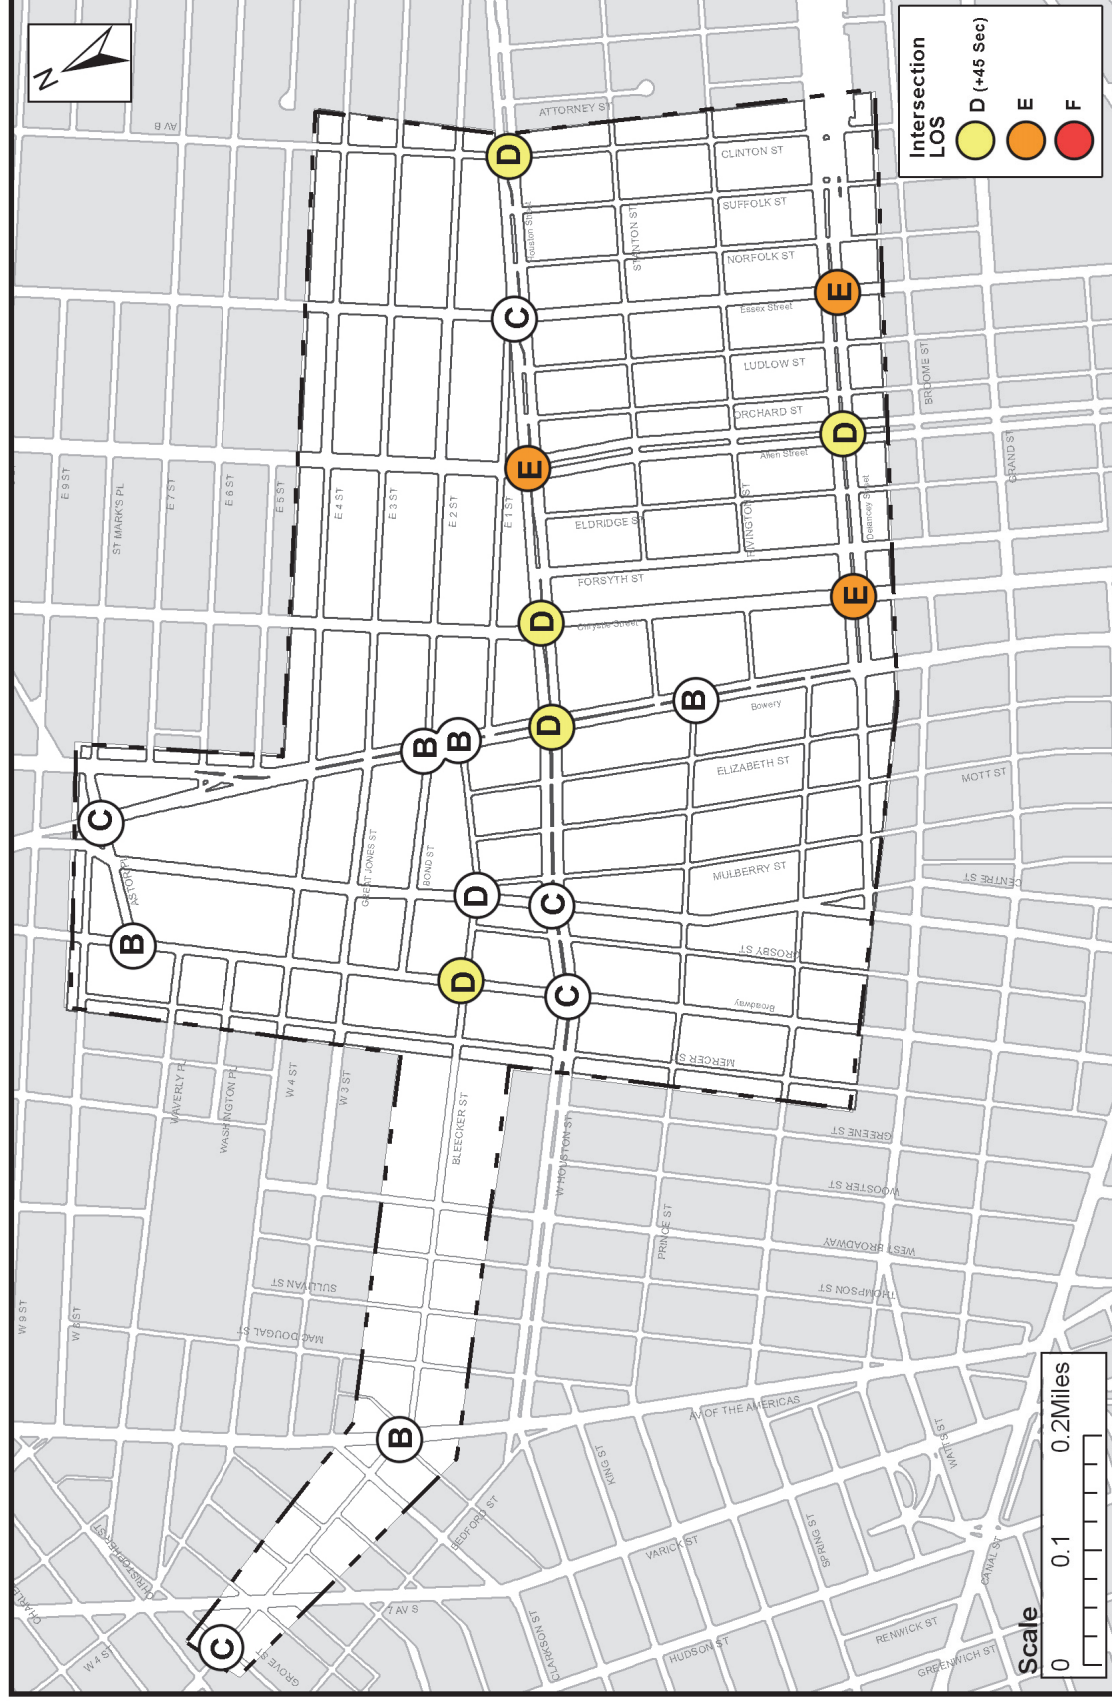 N
AV B
ATTORNEY ST
Intersection
LOS
D (+45 Sec)
E
F
D
CLINTON ST
Houston Street
STANTON ST
SUFFOLK ST
NORFOLK ST
E
Essex Street
C
LUDLOW ST
BROOME ST
ORCHARD ST
D
Allen Street
GRAND ST
E 9 ST
ST MARK'S PL
E 7 ST
E 6 ST
E 5 ST
E 4 ST
E 3 ST
E 2 ST
E 1 ST
E
ELDRIDGE ST
RIVINGTON ST
Delancey Street
FORSYTH ST
E
D
Chrystie Street
D
B
Bowery
B
B
ELIZABETH ST
MOTT ST
C
ASTOR PL
GREAT JONES ST
BOND ST
D
C
MULBERRY ST
CENTRE ST
B
D
C
CROSBY ST
Broadway
MERCER ST
WAVERLY PL
WASHINGTON PL
W 4 ST
W 3 ST
BLEECKER ST
W HOUSTON ST
GREENE ST
WOOSTER ST
PRINCE ST
WEST BROADWAY
THOMPSON ST
SULLIVAN ST
MAC DOUGAL ST
W 9 ST
W 8 ST
B
AV OF THE AMERICAS
KING ST
WATTS ST
BEDFORD ST
VARICK ST
SPRING ST
CANAL ST
CHRISTOPHER ST
W 4 ST
C
GROVE ST
7 AV S
CLARKSON ST
HUDSON ST
RENWICK ST
GREENWICH ST
Scale
0 0.1 0.2Miles